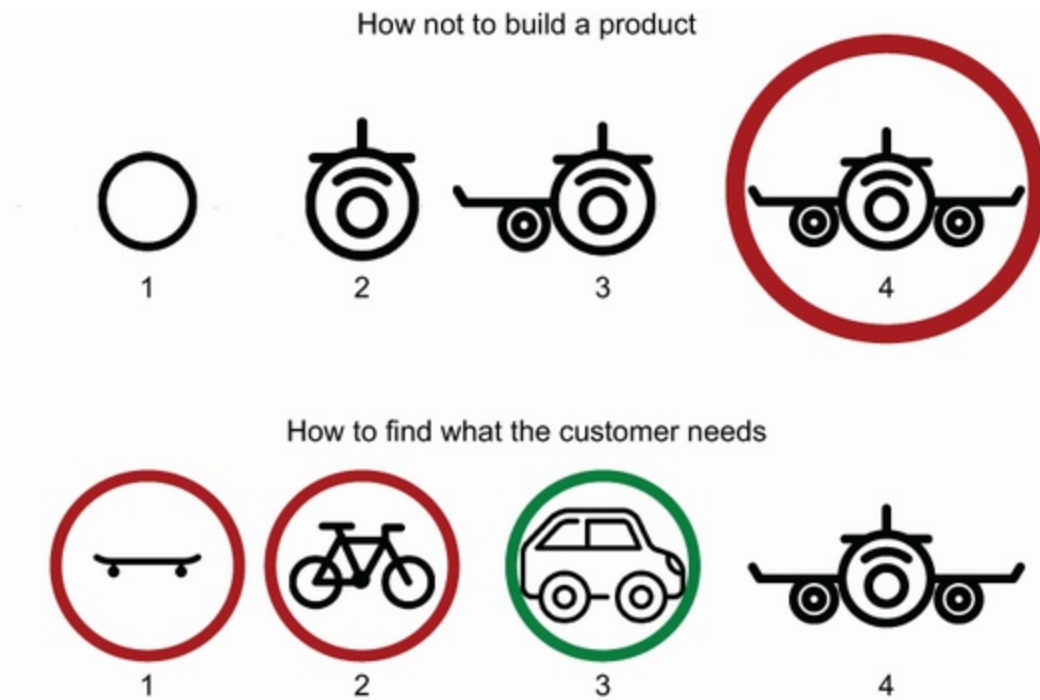 How not to build a product
1 2 3 4
How to find what the customer needs
1 2 3 4